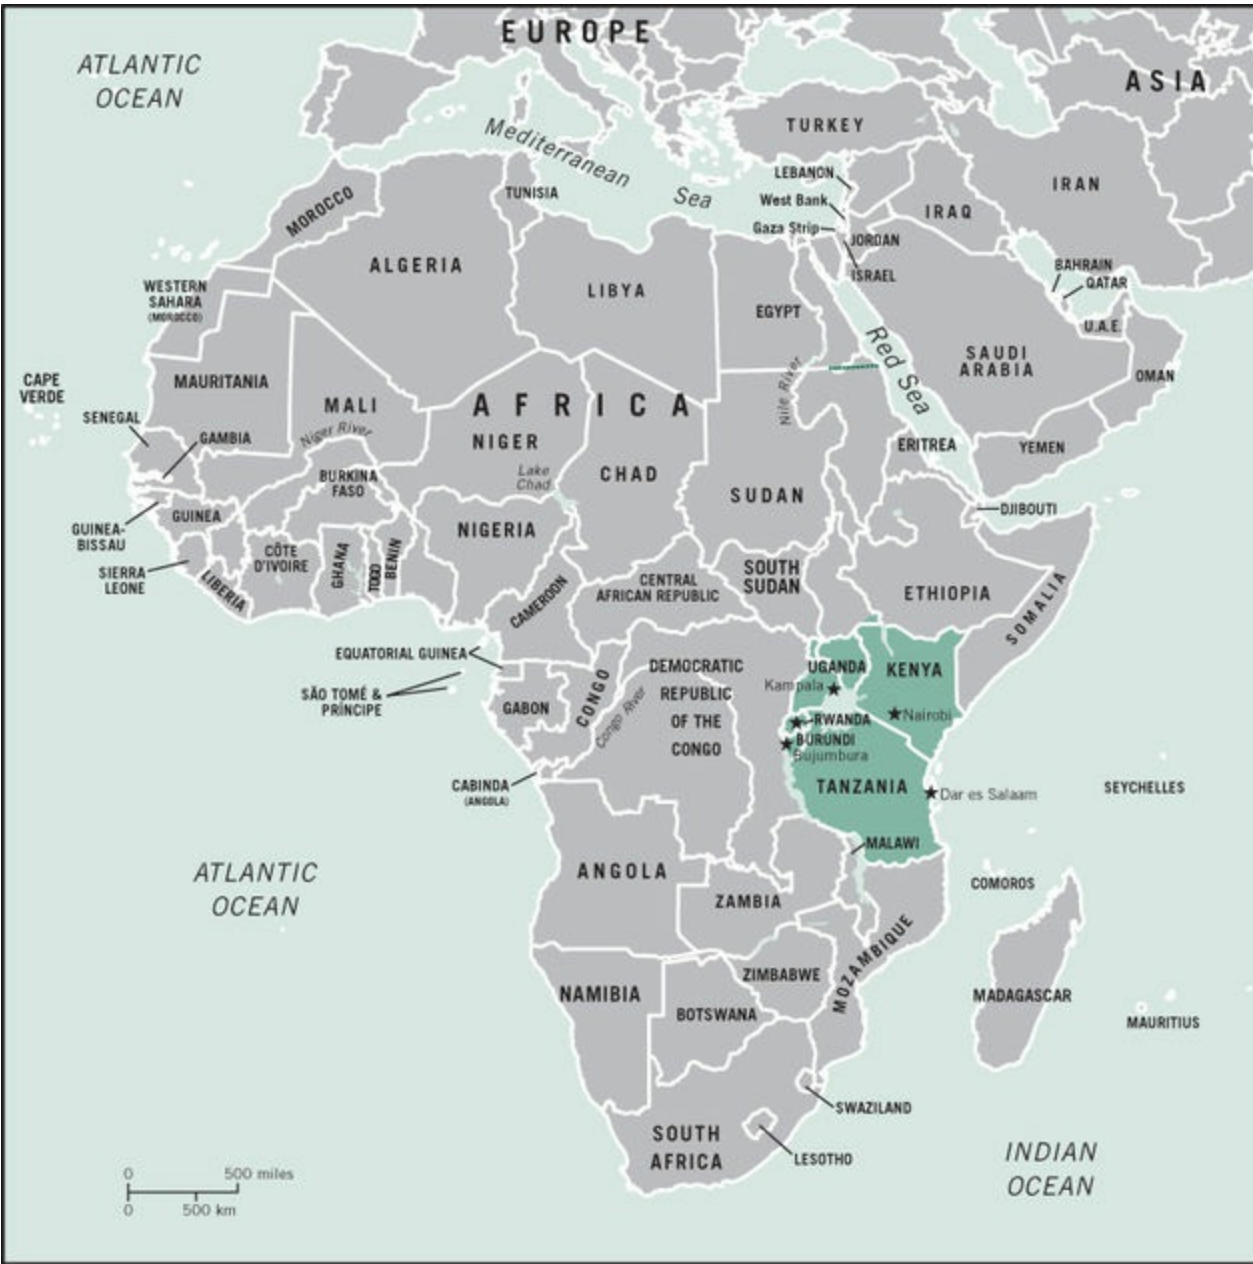 EUROPE
ATLANTIC
OCEAN
ASIA
TURKEY
Mediterranean
Sea
LEBANON
West Bank
Gaza Strip
JORDAN
ISRAEL
IRAQ
IRAN
BAHRAIN
QATAR
U.A.E.
SAUDI
ARABIA
OMAN
YEMEN
Red Sea
MOROCCO
TUNISIA
ALGERIA
LIBYA
EGYPT
WESTERN
SAHARA
(MOROCCO)
CAPE
VERDE
MAURITANIA
MALI
Niger River
AFRICA
NIGER
Lake
Chad
CHAD
Nile River
SUDAN
ERITREA
DJIBOUTI
SENEGAL
GAMBIA
GUINEA-
BISSAU
GUINEA
SIERRA
LEONE
LIBERIA
CÔTE
D'IVOIRE
BURKINA
FASO
GHANA
TOGO
BENIN
NIGERIA
CAMEROON
CENTRAL
AFRICAN REPUBLIC
SOUTH
SUDAN
ETHIOPIA
SOMALIA
EQUATORIAL GUINEA
SÃO TOMÉ &
PRÍNCIPE
GABON
CONGO
Congo River
DEMOCRATIC
REPUBLIC
OF THE
CONGO
UGANDA
Kampala
KENYA
Nairobi
RWANDA
BURUNDI
Bujumbura
TANZANIA
Dar es Salaam
SEYCHELLES
CABINDA
(ANGOLA)
MALAWI
ATLANTIC
OCEAN
ANGOLA
ZAMBIA
COMOROS
MOZAMBIQUE
ZIMBABWE
NAMIBIA
BOTSWANA
MADAGASCAR
MAURITIUS
SWAZILAND
SOUTH
AFRICA
LESOTHO
INDIAN
OCEAN
0 500 miles
0 500 km